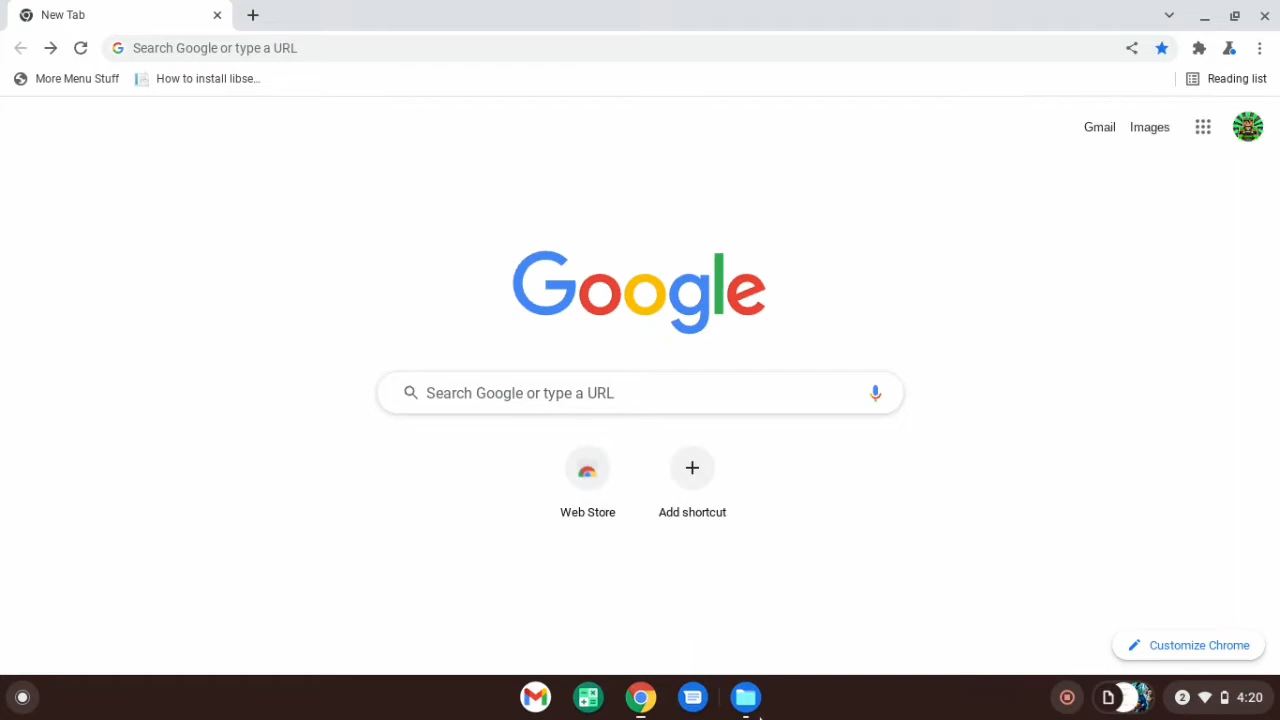 New Tab
Search Google or type a URL
More Menu Stuff
How to install libse...
Reading list
Gmail
Images
Google
Search Google or type a URL
Web Store
Add shortcut
Customize Chrome
2
4:20